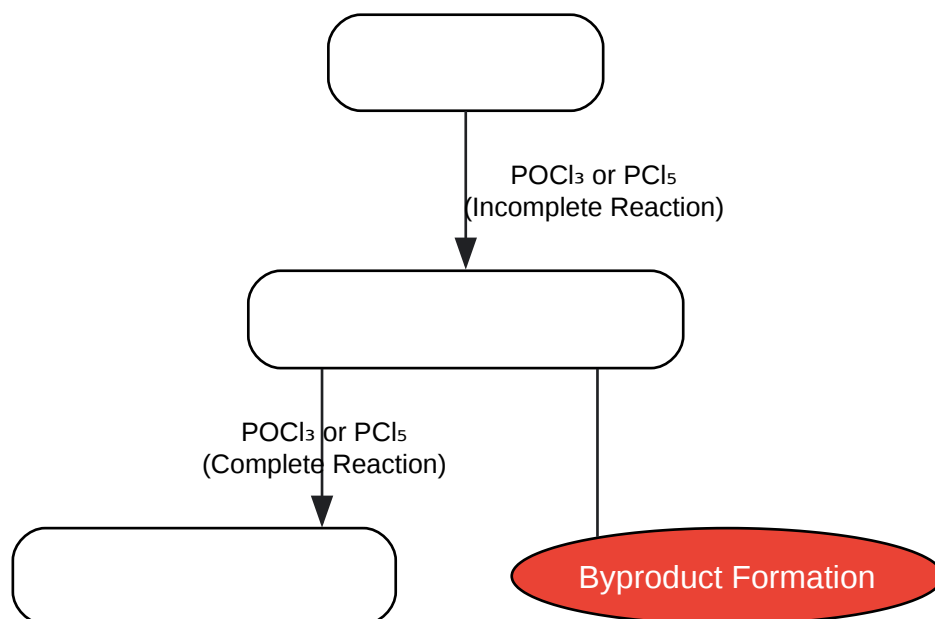 POCl₃ or PCl₅
(Incomplete Reaction)
POCl₃ or PCl₅
(Complete Reaction)
Byproduct Formation